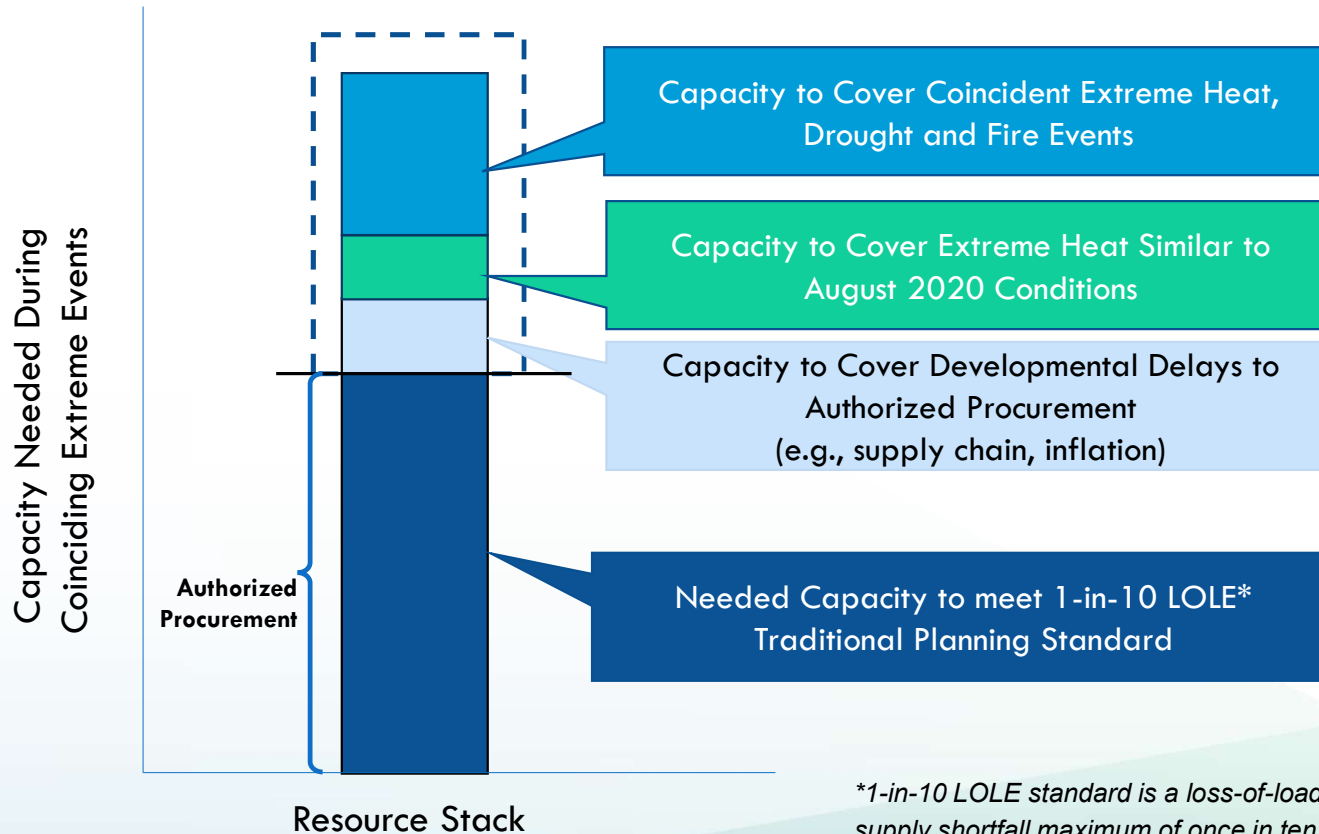 Capacity Needed During
Coinciding Extreme Events
Capacity to Cover Coincident Extreme Heat,
Drought and Fire Events
Capacity to Cover Extreme Heat Similar to
August 2020 Conditions
Capacity to Cover Developmental Delays to
Authorized Procurement
(e.g., supply chain, inflation)
Authorized
Procurement
Needed Capacity to meet 1-in-10 LOLE*
Traditional Planning Standard
Resource Stack
*1-in-10 LOLE standard is a loss-of-load
supply shortfall maximum of once in ten